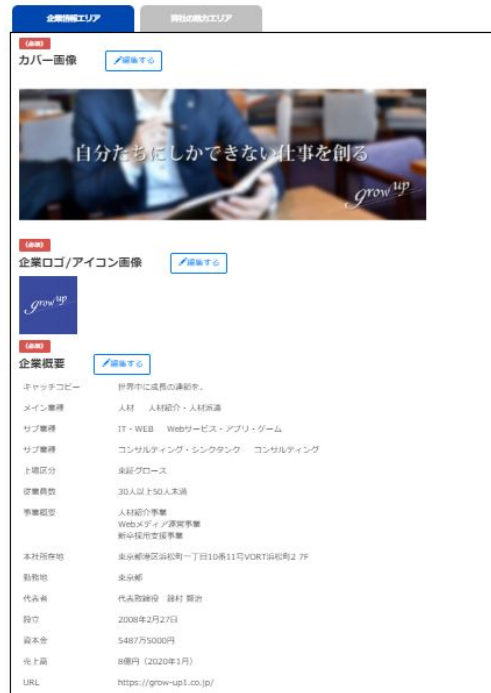 企業情報エリア
御社の魅力エリア
(必須)
カバー画像
編集する
自分たちにしかできない仕事を創る
grow up
(必須)
企業ロゴ/アイコン画像
編集する
grow up
(必須)
企業概要
編集する
キャッチコピー 世界中に成長の連鎖を。
メイン業種 人材 人材紹介・人材派遣
サブ業種 IT・WEB Webサービス・アプリ・ゲーム
サブ業種 コンサルティング・シンクタンク コンサルティング
上場区分 東証グロース
従業員数 30人以上50人未満
事業概要 人材紹介事業
Webメディア運営事業
新卒採用支援事業
本社所在地 東京都港区浜松町一丁目10番11号VORT浜松町2 7F
勤務地 東京都
代表者 代表取締役
設立 2008年2月27日
資本金 5487万5000円
売上高 8億円（2020年1月）
URL https://grow-up1.co.jp/